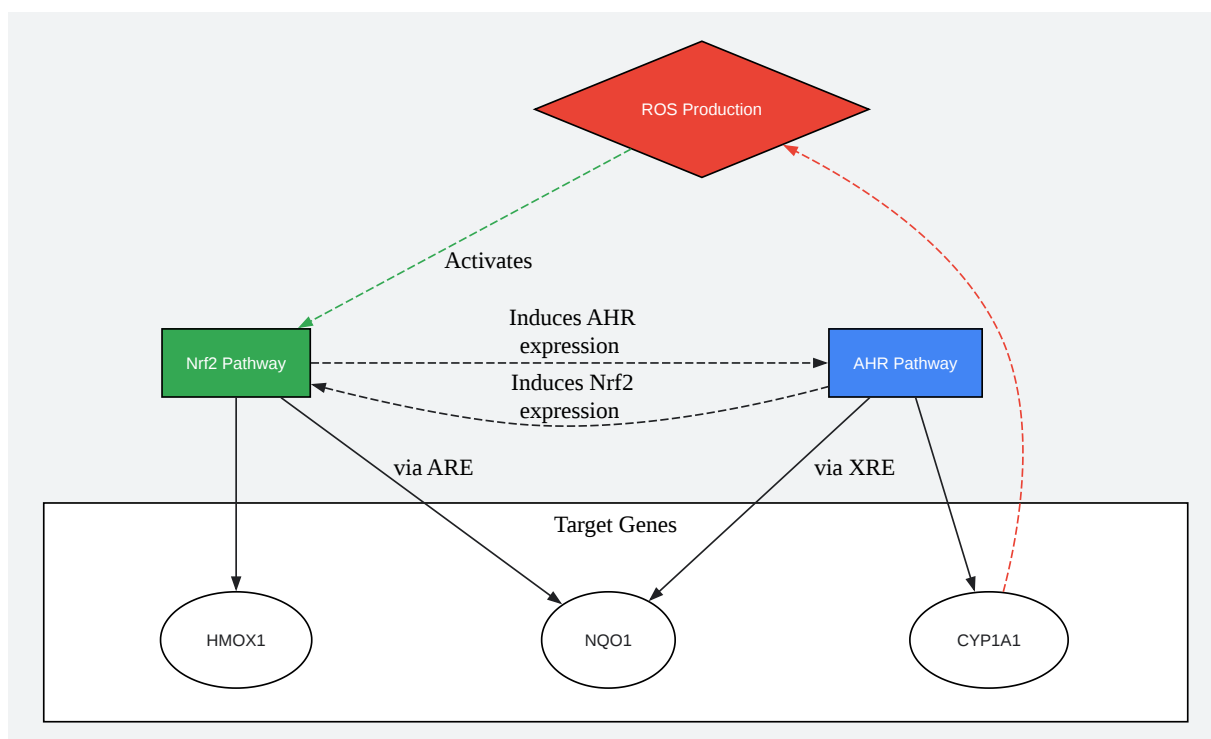 ROS Production
Activates
Induces AHR
expression
Nrf2 Pathway
AHR Pathway
Induces Nrf2
expression
via ARE
via XRE
Target Genes
HMOX1
NQO1
CYP1A1